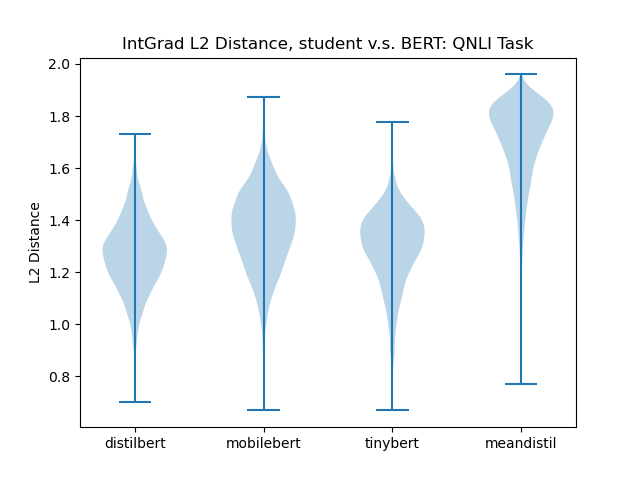 IntGrad L2 Distance, student v.s. BERT: QNLI Task
L2 Distance
2.0
1.8
1.6
1.4
1.2
1.0
0.8
distilbert
mobilebert
tinybert
meandistil